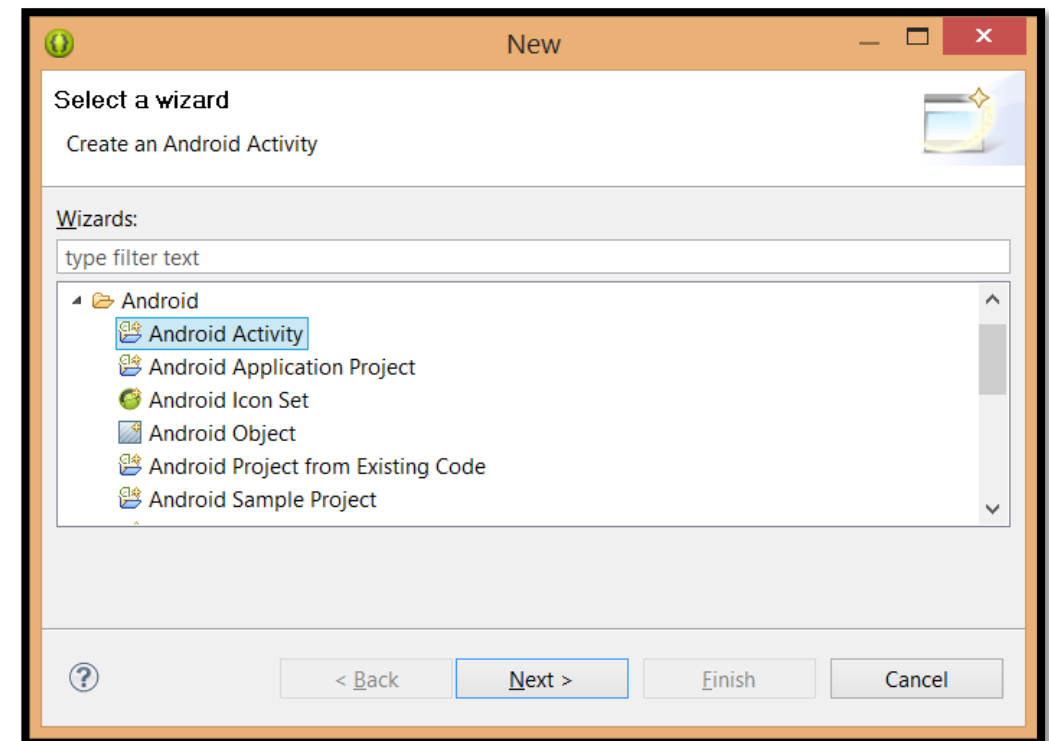 New
Select a wizard
Create an Android Activity
Wizards:
type filter text
Android
Android Activity
Android Application Project
Android Icon Set
Android Object
Android Project from Existing Code
Android Sample Project
? < Back Next > Finish Cancel